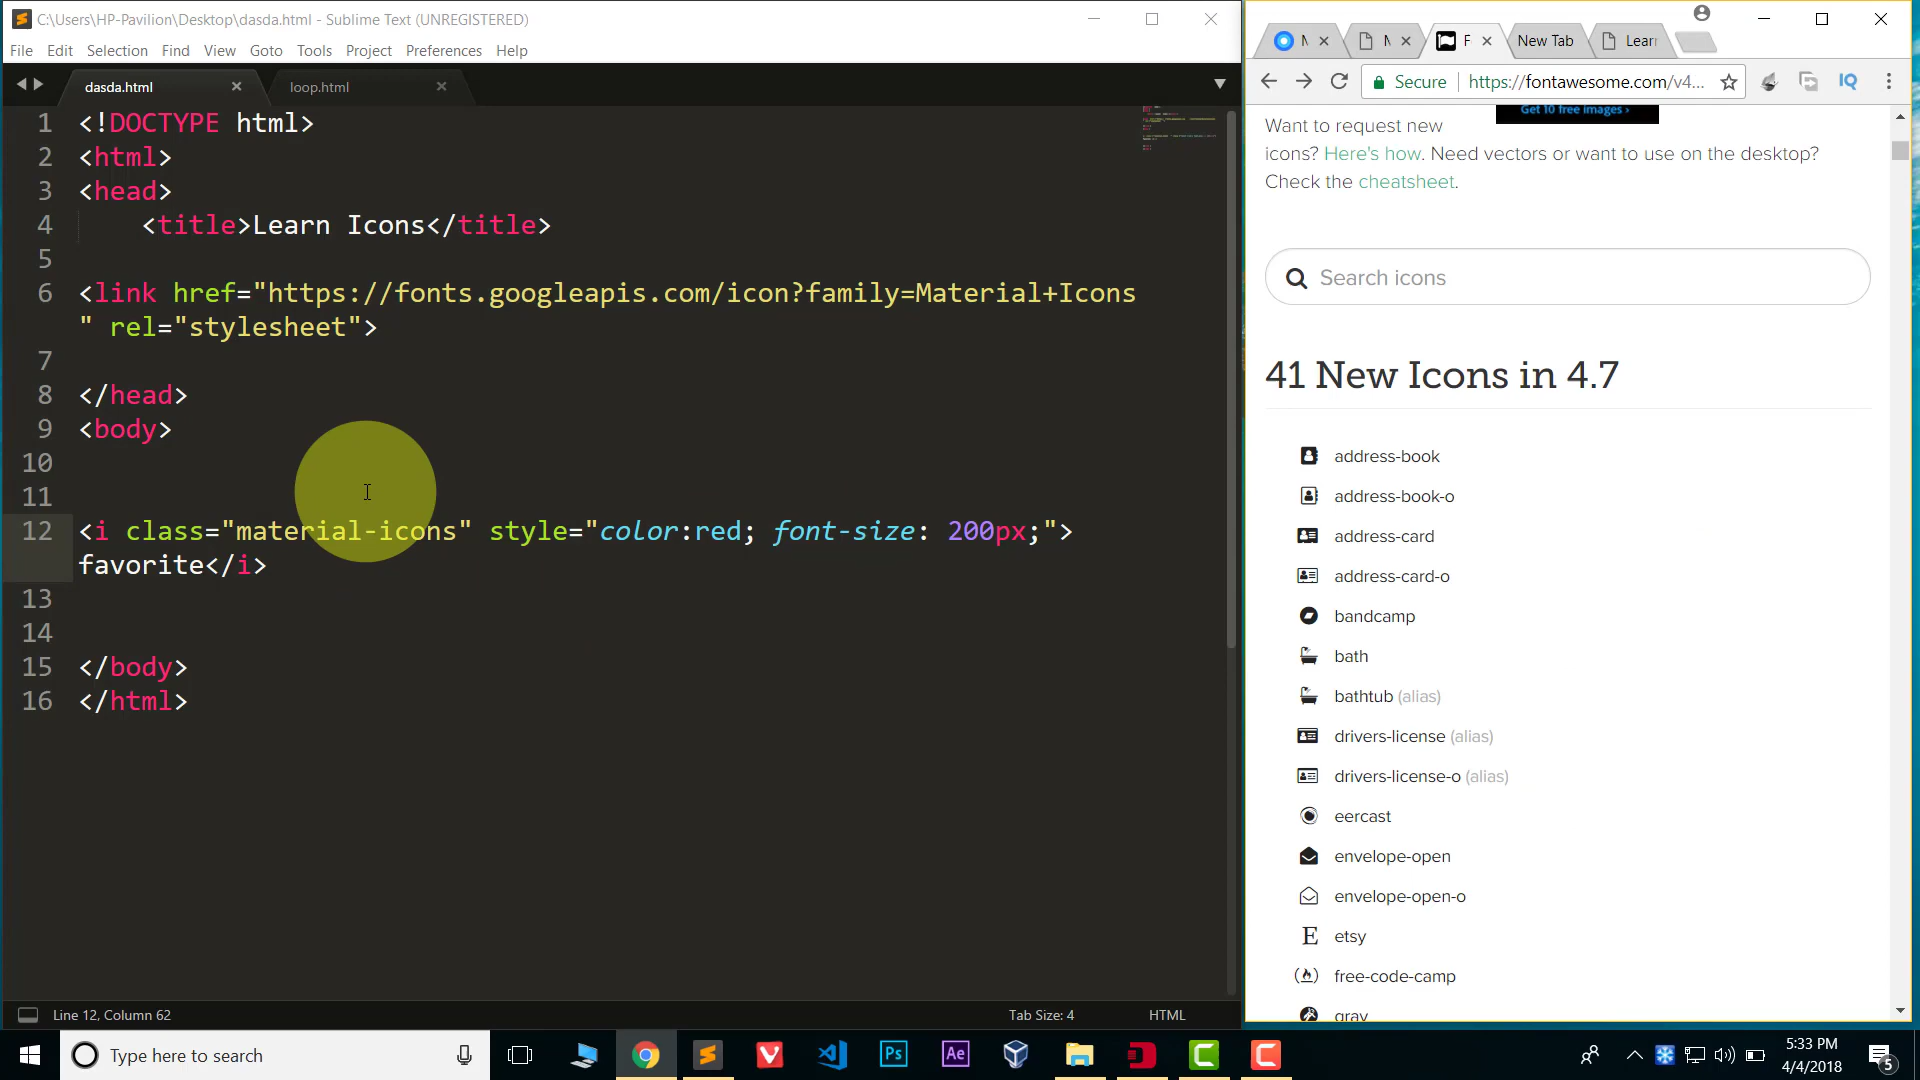 C:\Users\HP-Pavilion\Desktop\dasda.html - Sublime Text (UNREGISTERED)
File Edit Selection Find View Goto Tools Project Preferences Help
dasda.html
loop.html
1 <!DOCTYPE html>
2 <html>
3 <head>
4 <title>Learn Icons</title>
5
6 <link href="https://fonts.googleapis.com/icon?family=Material+Icons
" rel="stylesheet">
7
8 </head>
9 <body>
10
11
12 <i class="material-icons" style="color:red; font-size: 200px;">
favorite</i>
13
14
15 </body>
16 </html>
Line 12, Column 62
Tab Size: 4
HTML
New Tab
Lear
Secure
https://fontawesome.com/v4...
IQ
Get 10 free images ›
Want to request new
icons? Here's how. Need vectors or want to use on the desktop?
Check the cheatsheet.
Search icons
41 New Icons in 4.7
address-book
address-book-o
address-card
address-card-o
bandcamp
bath
bathtub (alias)
drivers-license (alias)
drivers-license-o (alias)
eercast
envelope-open
envelope-open-o
E etsy
free-code-camp
grav
Type here to search
Ps
Ae
5:33 PM
4/4/2018
5